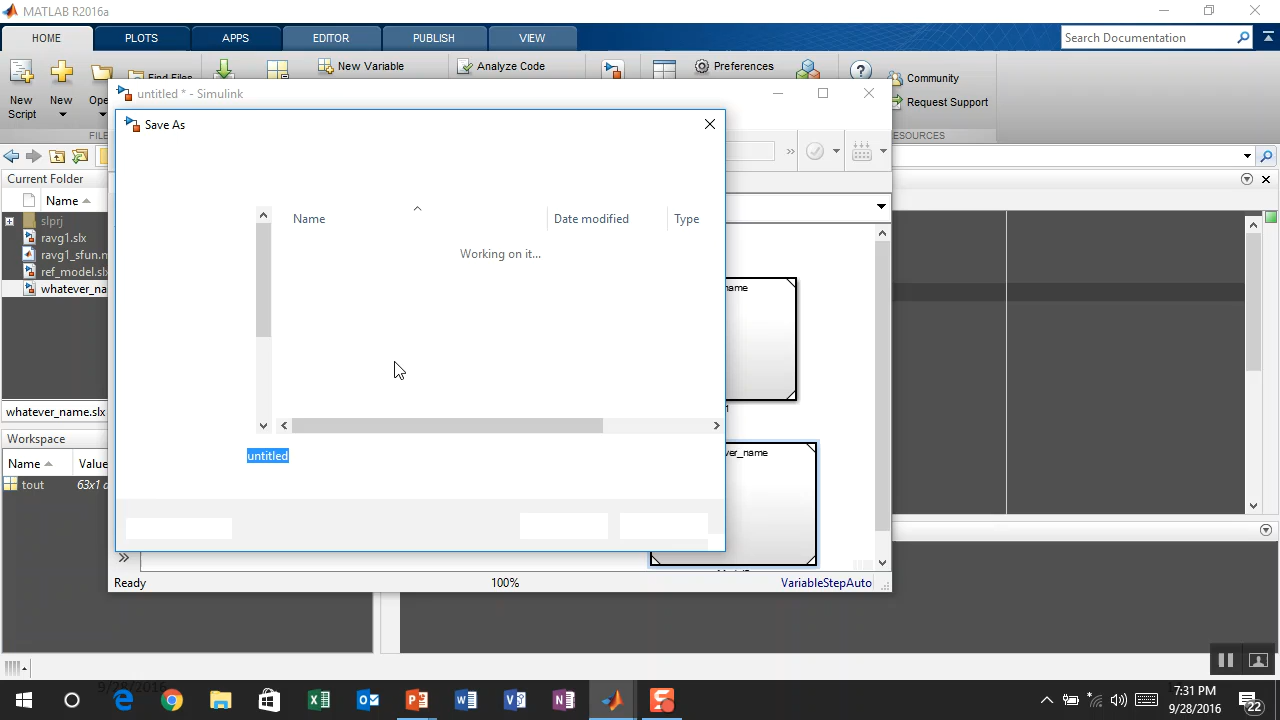 MATLAB R2016a
HOME PLOTS APPS EDITOR PUBLISH VIEW
Search Documentation
New Script
New
Find Files
New Variable
Analyze Code
Preferences
Community
Request Support
untitled * - Simulink
Save As
Current Folder
Name
slprj
ravg1.slx
ref_model.slx
whatever_name.slx
Workspace
Name Value
tout 63x1
Name Date modified Type
Working on it...
untitled
Ready 100% VariableStepAuto
7:31 PM
9/28/2016
9/28/2016
22